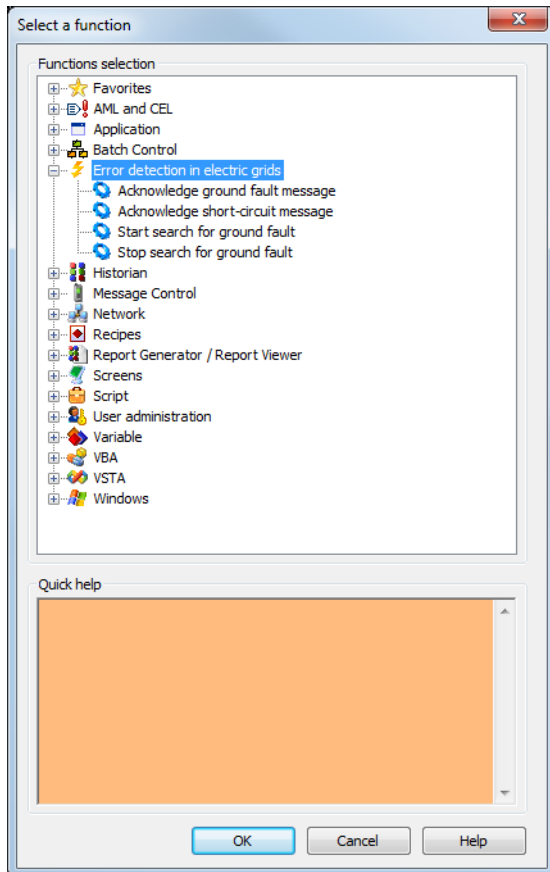 Select a function
Functions selection
Favorites
AML and CEL
Application
Batch Control
Error detection in electric grids
Acknowledge ground fault message
Acknowledge short-circuit message
Start search for ground fault
Stop search for ground fault
Historian
Message Control
Network
Recipes
Report Generator / Report Viewer
Screens
Script
User administration
Variable
VBA
VSTA
Windows
Quick help
OK Cancel Help